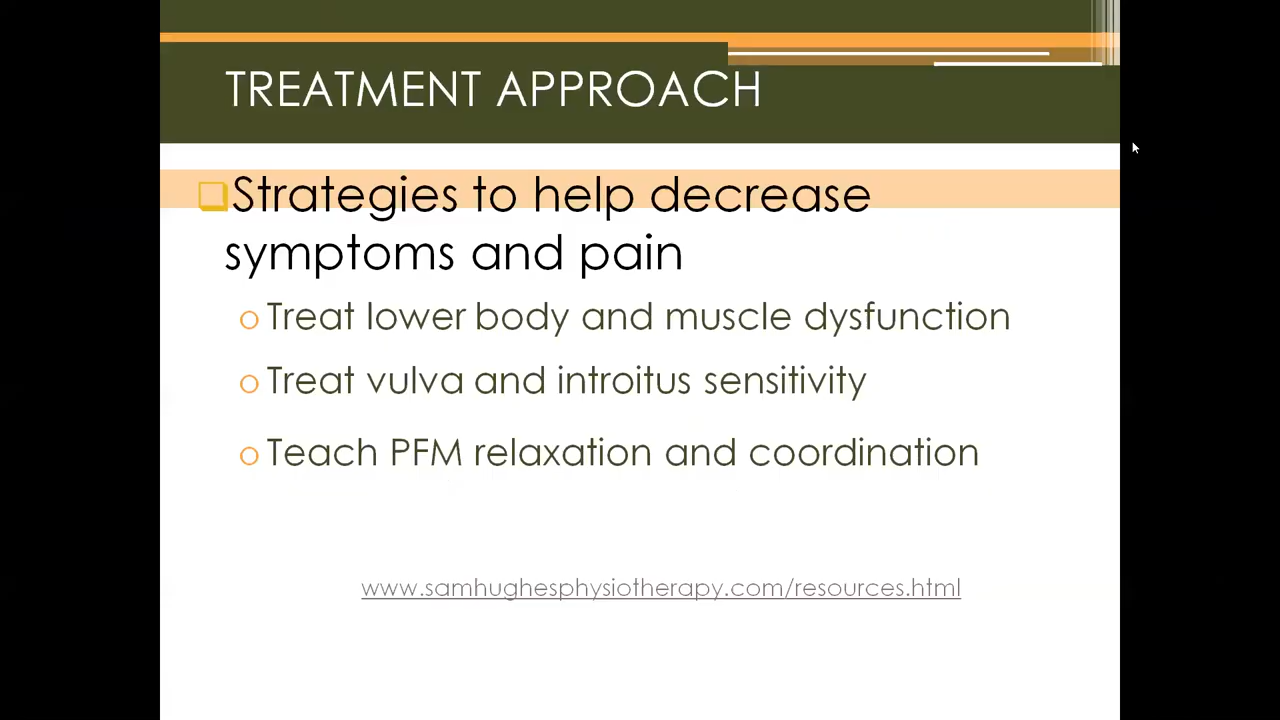 TREATMENT APPROACH
❑Strategies to help decrease
symptoms and pain
o Treat lower body and muscle dysfunction
o Treat vulva and introitus sensitivity
o Teach PFM relaxation and coordination
www.samhughesphysiotherapy.com/resources.html